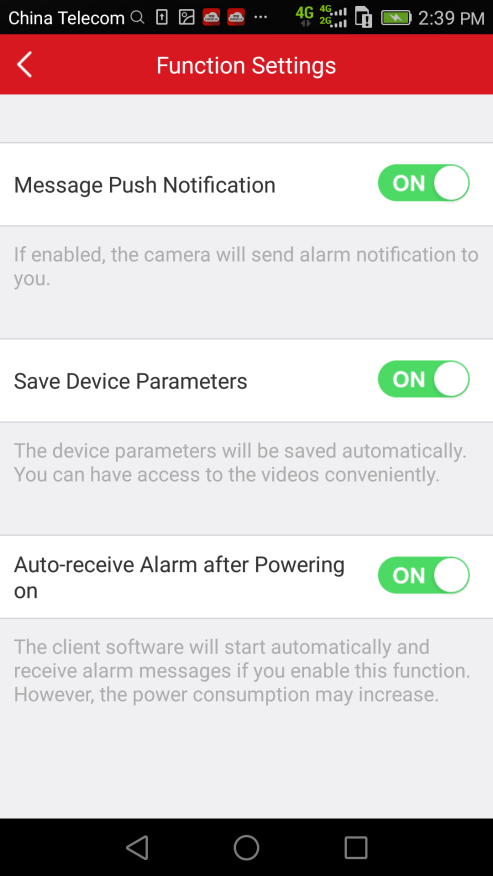 China Telecom 4G 4G 2G 2:39 PM
Function Settings
Message Push Notification ON
If enabled, the camera will send alarm notification to
you.
Save Device Parameters ON
The device parameters will be saved automatically.
You can have access to the videos conveniently.
Auto-receive Alarm after Powering
on
ON
The client software will start automatically and
receive alarm messages if you enable this function.
However, the power consumption may increase.